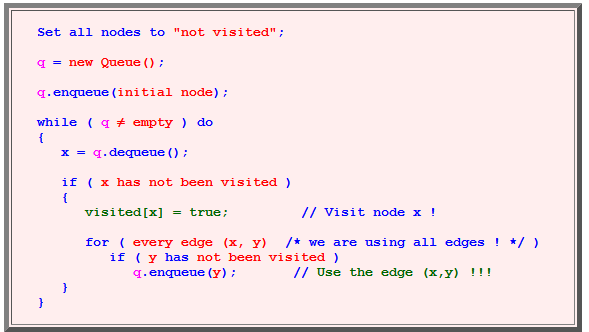 Set all nodes to "not visited";
q = new Queue();
q.enqueue(initial node);
while ( q ≠ empty ) do
{
x = q.dequeue();
if ( x has not been visited )
{
visited[x] = true; // Visit node x !
for ( every edge (x, y) /* we are using all edges ! */ )
if ( y has not been visited )
q.enqueue(y); // Use the edge (x,y) !!!
}
}